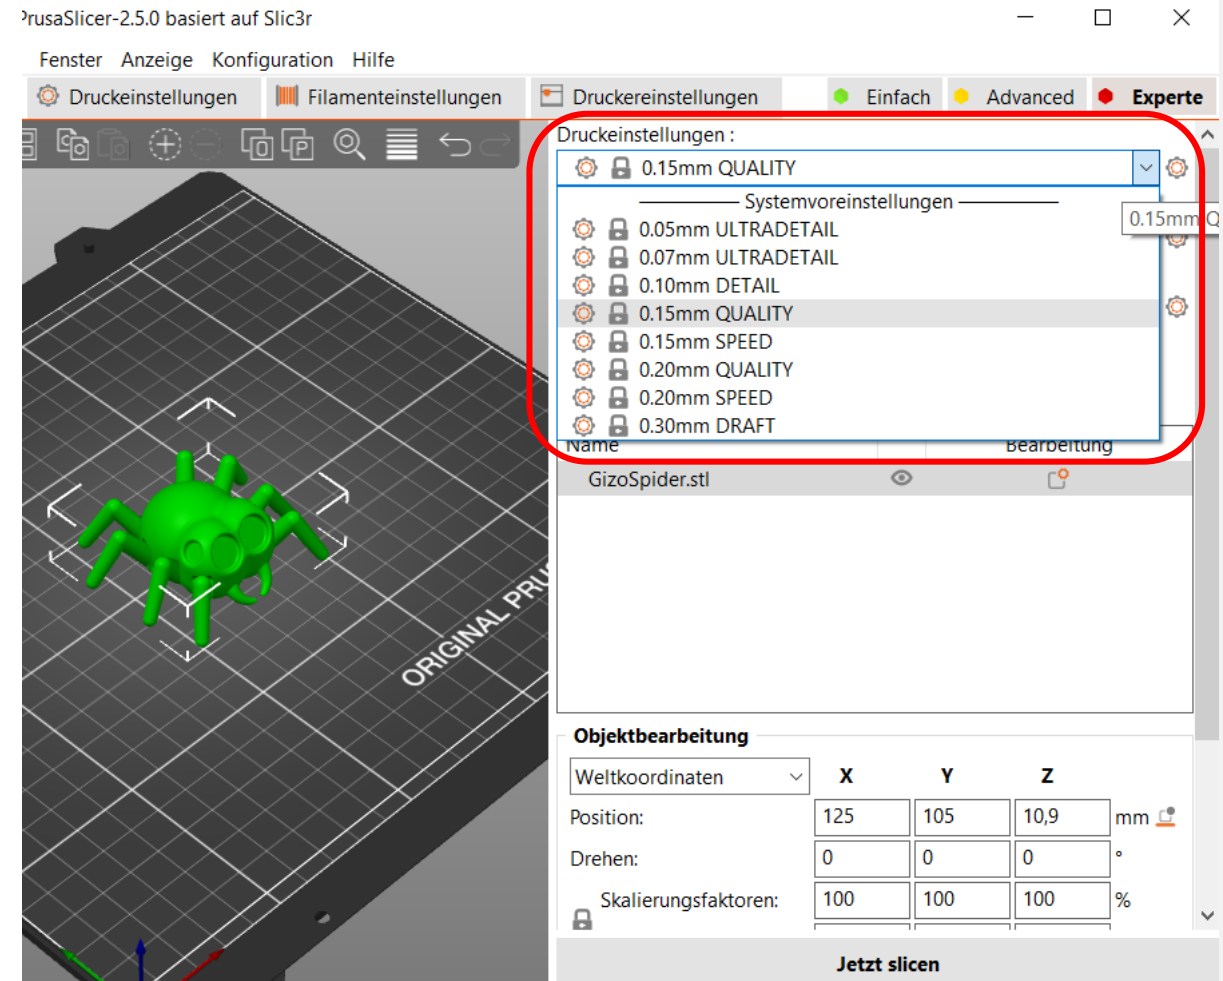 PrusaSlicer-2.5.0 basiert auf Slic3r
Fenster Anzeige Konfiguration Hilfe
Druckeinstellungen Filamenteinstellungen Druckereinstellungen Einfach Advanced Experte
Druckeinstellungen :
0.15mm QUALITY
Systemvoreinstellungen
0.15mm Q
0.05mm ULTRADETAIL
0.07mm ULTRADETAIL
0.10mm DETAIL
0.15mm QUALITY
0.15mm SPEED
0.20mm QUALITY
0.20mm SPEED
0.30mm DRAFT
Name Bearbeitung
GizoSpider.stl
ORIGINAL PRUS
Objektbearbeitung
Weltkoordinaten X Y Z
Position: 125 105 10,9 mm
Drehen: 0 0 0 °
Skalierungsfaktoren: 100 100 100 %
Jetzt slicen